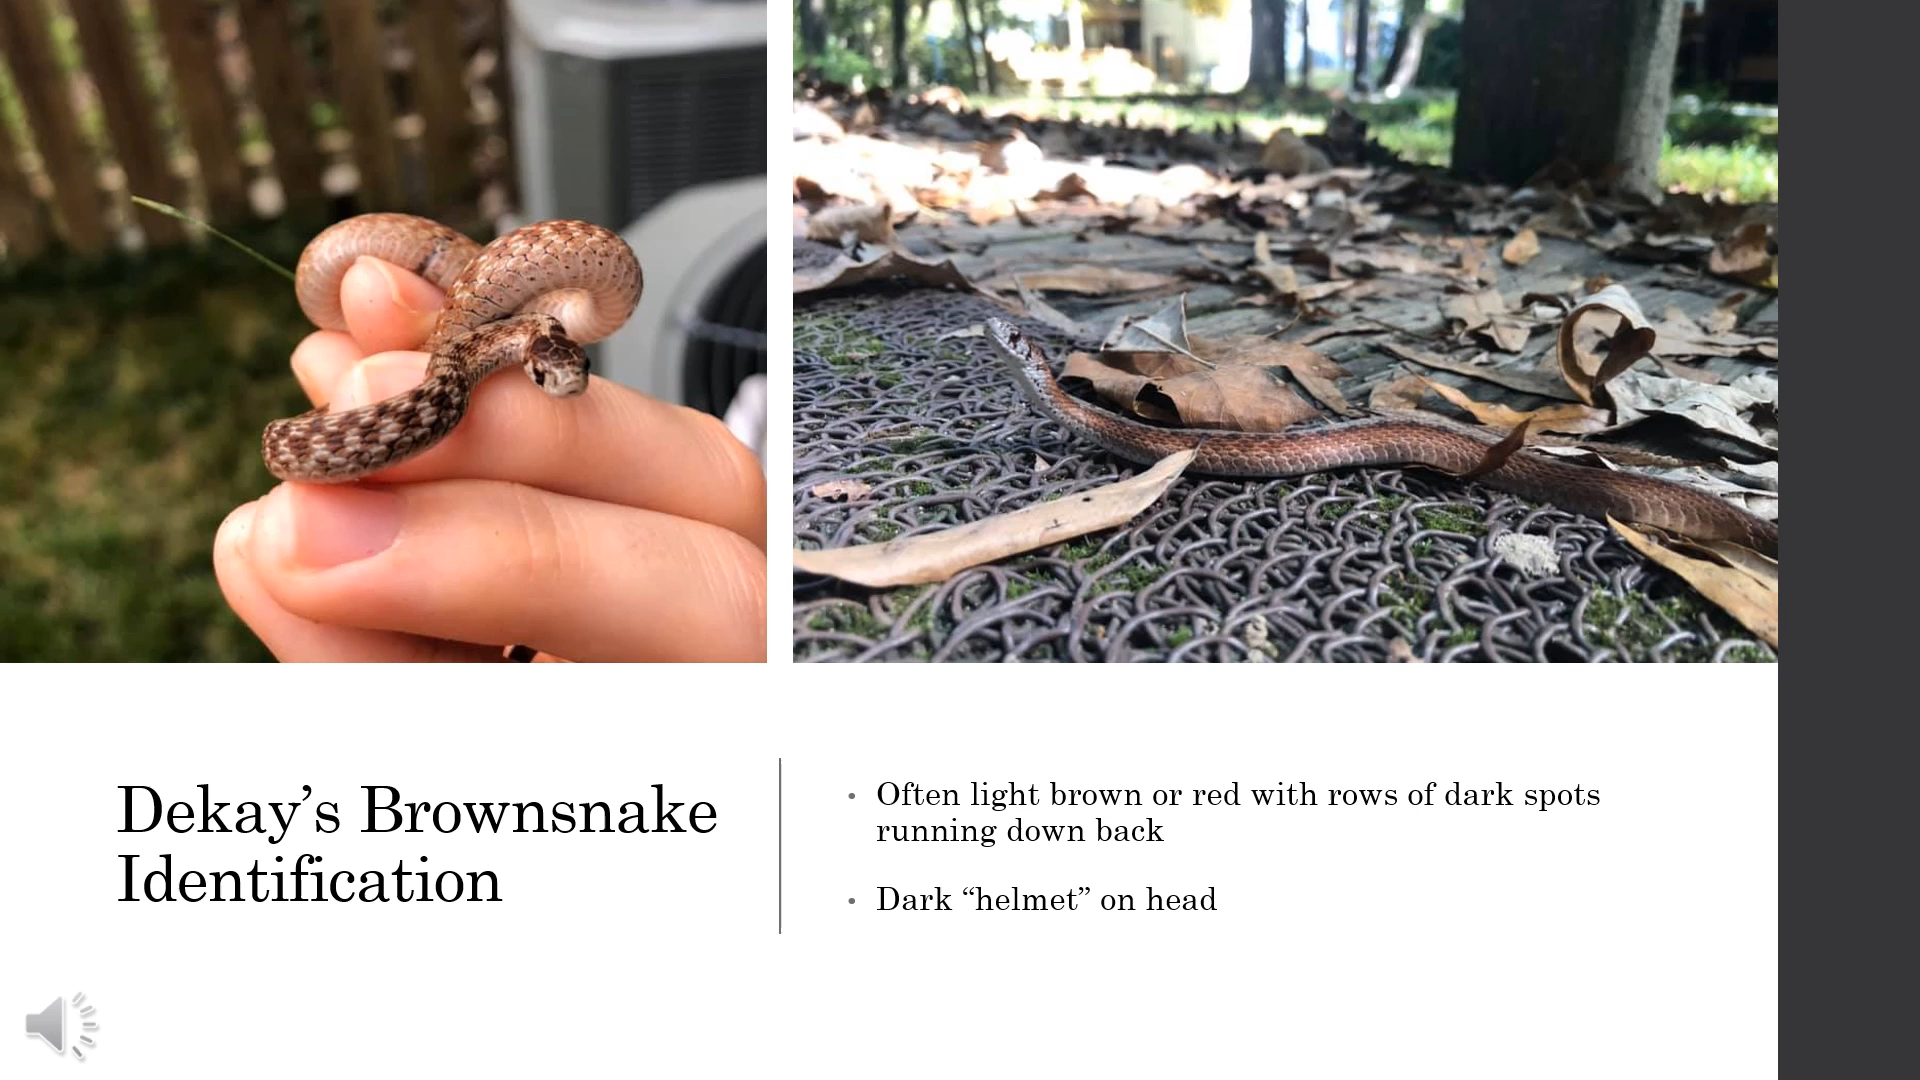 Dekay’s Brownsnake
Identification
• Often light brown or red with rows of dark spots
running down back
• Dark “helmet” on head